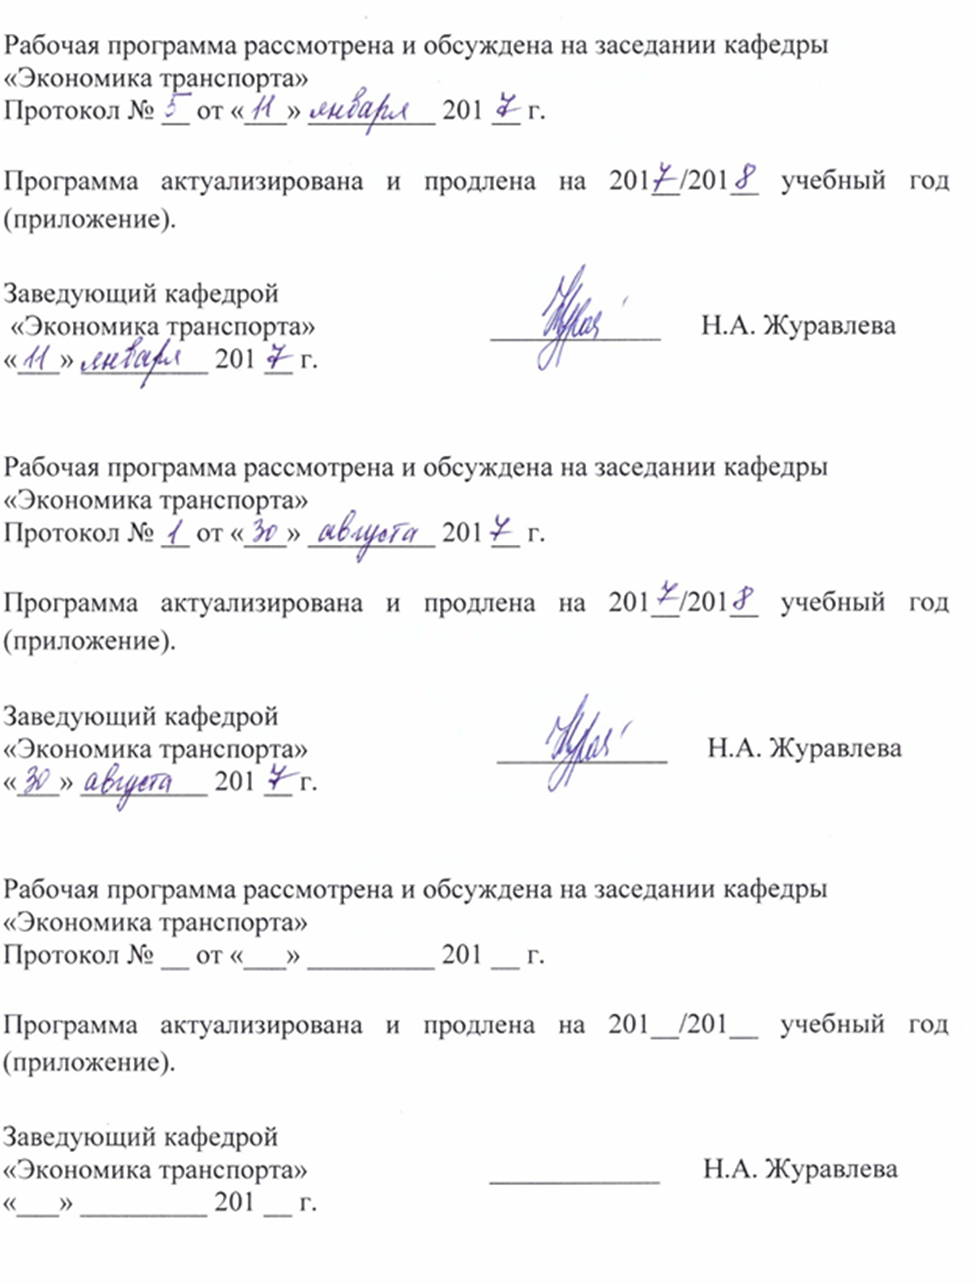 Рабочая программа рассмотрена и обсуждена на заседании кафедры
«Экономика транспорта»
Протокол № 5 от «11» января 2017 г.
Программа актуализирована и продлена на 2017/2018 учебный год
(приложение).
Заведующий кафедрой
«Экономика транспорта» Н.А. Журавлева
«11» января 2017 г.
Рабочая программа рассмотрена и обсуждена на заседании кафедры
«Экономика транспорта»
Протокол № 1 от «30» августа 2017 г.
Программа актуализирована и продлена на 2017/2018 учебный год
(приложение).
Заведующий кафедрой
«Экономика транспорта» Н.А. Журавлева
«30» августа 2017 г.
Рабочая программа рассмотрена и обсуждена на заседании кафедры
«Экономика транспорта»
Протокол № __ от «___» _________ 201 __ г.
Программа актуализирована и продлена на 201__/201__ учебный год
(приложение).
Заведующий кафедрой
«Экономика транспорта» ____________ Н.А. Журавлева
«___» _________ 201 __ г.